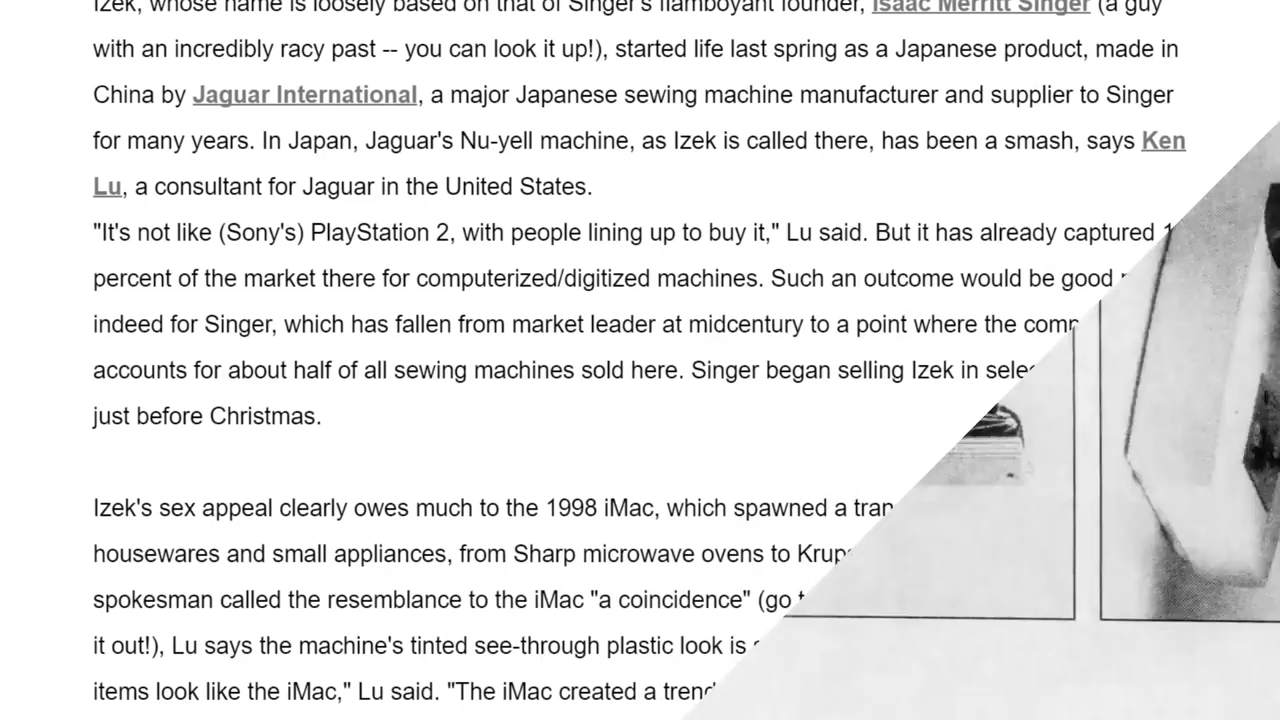 Izek, whose name is loosely based on that of Singer's flamboyant founder, Isaac Merritt Singer (a guy
with an incredibly racy past -- you can look it up!), started life last spring as a Japanese product, made in
China by Jaguar International, a major Japanese sewing machine manufacturer and supplier to Singer
for many years. In Japan, Jaguar's Nu-yell machine, as Izek is called there, has been a smash, says Ken
Lu, a consultant for Jaguar in the United States.
"It's not like (Sony's) PlayStation 2, with people lining up to buy it," Lu said. But it has already captured
percent of the market there for computerized/digitized machines. Such an outcome would be good
indeed for Singer, which has fallen from market leader at midcentury to a point where the
accounts for about half of all sewing machines sold here. Singer began selling Izek in
just before Christmas.
Izek's sex appeal clearly owes much to the 1998 iMac, which spawned a
housewares and small appliances, from Sharp microwave ovens to
spokesman called the resemblance to the iMac "a coincidence" (go
it out!), Lu says the machine's tinted see-through plastic look is
items look like the iMac," Lu said. "The iMac created a